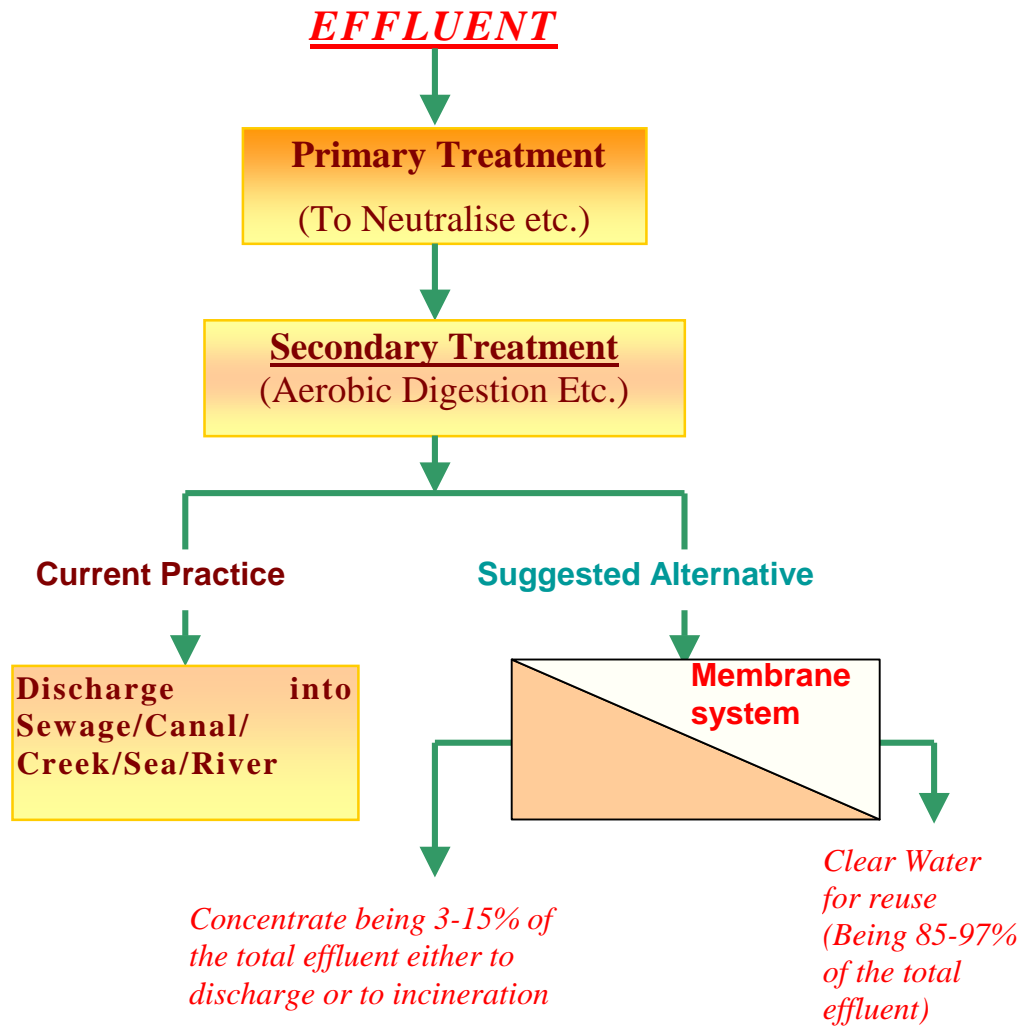 EFFLUENT
Primary Treatment
(To Neutralise etc.)
Secondary Treatment
(Aerobic Digestion Etc.)
Current Practice
Suggested Alternative
Discharge into
Sewage/Canal/
Creek/Sea/River
Membrane
system
Concentrate being 3-15% of
the total effluent either to
discharge or to incineration
Clear Water
for reuse
(Being 85-97%
of the total
effluent)